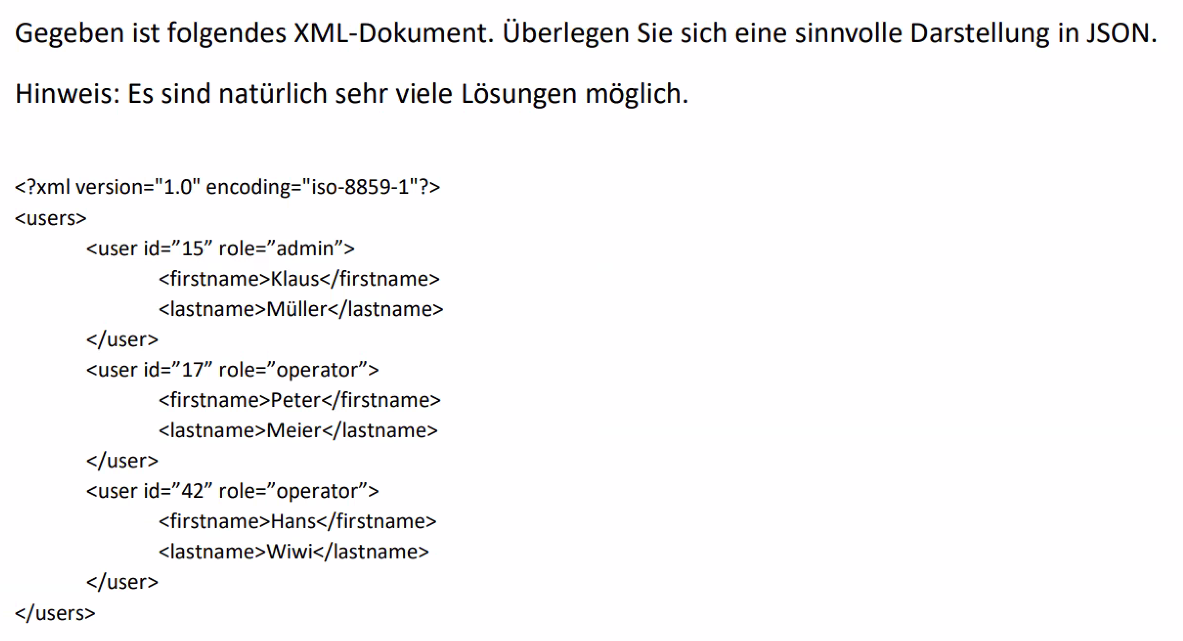 Gegeben ist folgendes XML-Dokument. Überlegen Sie sich eine sinnvolle Darstellung in JSON.
Hinweis: Es sind natürlich sehr viele Lösungen möglich.
<?xml version="1.0" encoding="iso-8859-1"?>
<users>
<user id=”15” role=”admin”>
<firstname>Klaus</firstname>
<lastname>Müller</lastname>
</user>
<user id=”17” role=”operator”>
<firstname>Peter</firstname>
<lastname>Meier</lastname>
</user>
<user id=”42” role=”operator”>
<firstname>Hans</firstname>
<lastname>Wiwi</lastname>
</user>
</users>